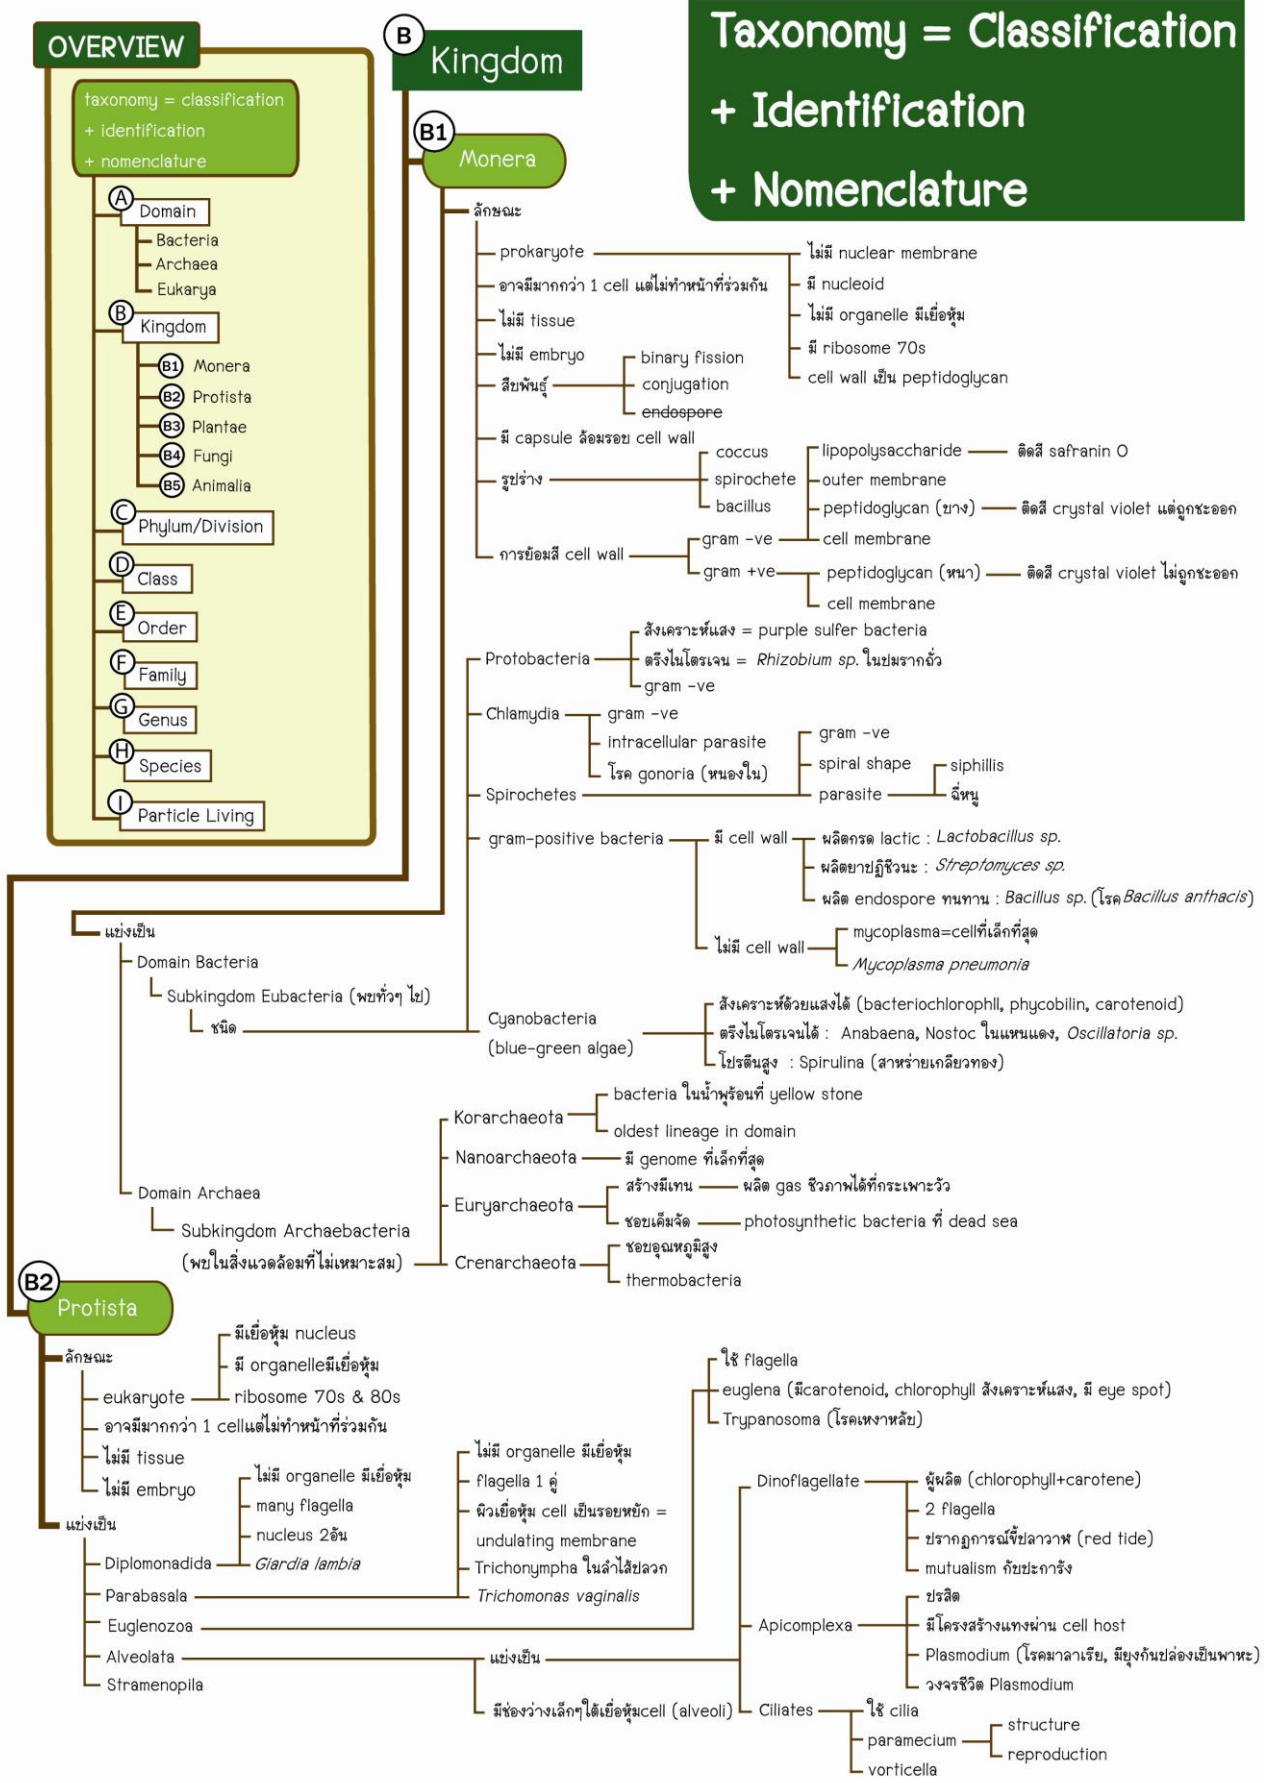 OVERVIEW
taxonomy = classification
+ identification
+ nomenclature
A
Domain
Bacteria
Archaea
Eukarya
B
Kingdom
B1 Monera
B2 Protista
B3 Plantae
B4 Fungi
B5 Animalia
C
Phylum/Division
D
Class
E
Order
F
Family
G
Genus
H
Species
I
Particle Living
Taxonomy = Classification
+ Identification
+ Nomenclature
B
Kingdom
B1
Monera
ลักษณะ
prokaryote
ไม่มี nuclear membrane
มี nucleoid
ไม่มี organelle มีเยื่อหุ้ม
มี ribosome 70s
cell wall เป็น peptidoglycan
อาจมีมากกว่า 1 cell แต่ไม่ทำหน้าที่ร่วมกัน
ไม่มี tissue
ไม่มี embryo
สืบพันธุ์
binary fission
conjugation
endospore
มี capsule ล้อมรอบ cell wall
รูปร่าง
coccus
spirochete
bacillus
การย้อมสี cell wall
gram -ve
lipopolysaccharide
ติดสี safranin O
outer membrane
peptidoglycan (บาง)
ติดสี crystal violet แต่ถูกชะออก
cell membrane
gram +ve
peptidoglycan (หนา)
ติดสี crystal violet ไม่ถูกชะออก
cell membrane
Protobacteria
สังเคราะห์แสง = purple sulfer bacteria
ตรึงไนโตรเจน = Rhizobium sp. ในปมรากถั่ว
gram -ve
Chlamydia
gram -ve
intracellular parasite
โรค gonoria (หนองใน)
Spirochetes
gram -ve
spiral shape
parasite
siphillis
ฉี่หนู
gram-positive bacteria
มี cell wall
ผลิตกรด lactic : Lactobacillus sp.
ผลิตยาปฏิชีวนะ : Streptomyces sp.
ผลิต endospore ทนทาน : Bacillus sp. (โรค Bacillus anthacis)
ไม่มี cell wall
mycoplasma=cellที่เล็กที่สุด
Mycoplasma pneumonia
แบ่งเป็น
Domain Bacteria
Subkingdom Eubacteria (พบทั่วๆ ไป)
ชนิด
Cyanobacteria
(blue-green algae)
สังเคราะห์ด้วยแสงได้ (bacteriochlorophll, phycobilin, carotenoid)
ตรึงไนโตรเจนได้ : Anabaena, Nostoc ในแหนแดง, Oscillatoria sp.
โปรตีนสูง : Spirulina (สาหร่ายเกลียวทอง)
Domain Archaea
Subkingdom Archaebacteria
(พบในสิ่งแวดล้อมที่ไม่เหมาะสม)
Korarchaeota
bacteria ในน้ำพุร้อนที่ yellow stone
oldest lineage in domain
Nanoarchaeota
มี genome ที่เล็กที่สุด
Euryarchaeota
สร้างมีเทน
ผลิต gas ชีวภาพได้ที่กระเพาะวัว
ชอบเค็มจัด
photosynthetic bacteria ที่ dead sea
Crenarchaeota
ชอบอุณหภูมิสูง
thermobacteria
B2
Protista
ลักษณะ
eukaryote
มีเยื่อหุ้ม nucleus
มี organelleมีเยื่อหุ้ม
ribosome 70s & 80s
อาจมีมากกว่า 1 cellแต่ไม่ทำหน้าที่ร่วมกัน
ไม่มี tissue
ไม่มี embryo
แบ่งเป็น
Diplomonadida
ไม่มี organelle มีเยื่อหุ้ม
many flagella
nucleus 2อัน
Giardia lambia
Parabasala
ไม่มี organelle มีเยื่อหุ้ม
flagella 1 คู่
ผิวเยื่อหุ้ม cell เป็นรอยหยัก =
undulating membrane
Trichonympha ในลำไส้ปลวก
Trichomonas vaginalis
Euglenozoa
ใช้ flagella
euglena (มีcarotenoid, chlorophyll สังเคราะห์แสง, มี eye spot)
Trypanosoma (โรคเหงาหลับ)
Alveolata
แบ่งเป็น
Dinoflagellate
ผู้ผลิต (chlorophyll+carotene)
2 flagella
ปรากฏการณ์ขี้ปลาวาฬ (red tide)
mutualism กับปะการัง
Apicomplexa
ปรสิต
มีโครงสร้างแทงผ่าน cell host
Plasmodium (โรคมาลาเรีย, มียุงก้นปล่องเป็นพาหะ)
วงจรชีวิต Plasmodium
Ciliates
ใช้ cilia
paramecium
structure
reproduction
vorticella
มีช่องว่างเล็กๆใต้เยื่อหุ้มcell (alveoli)
Stramenopila